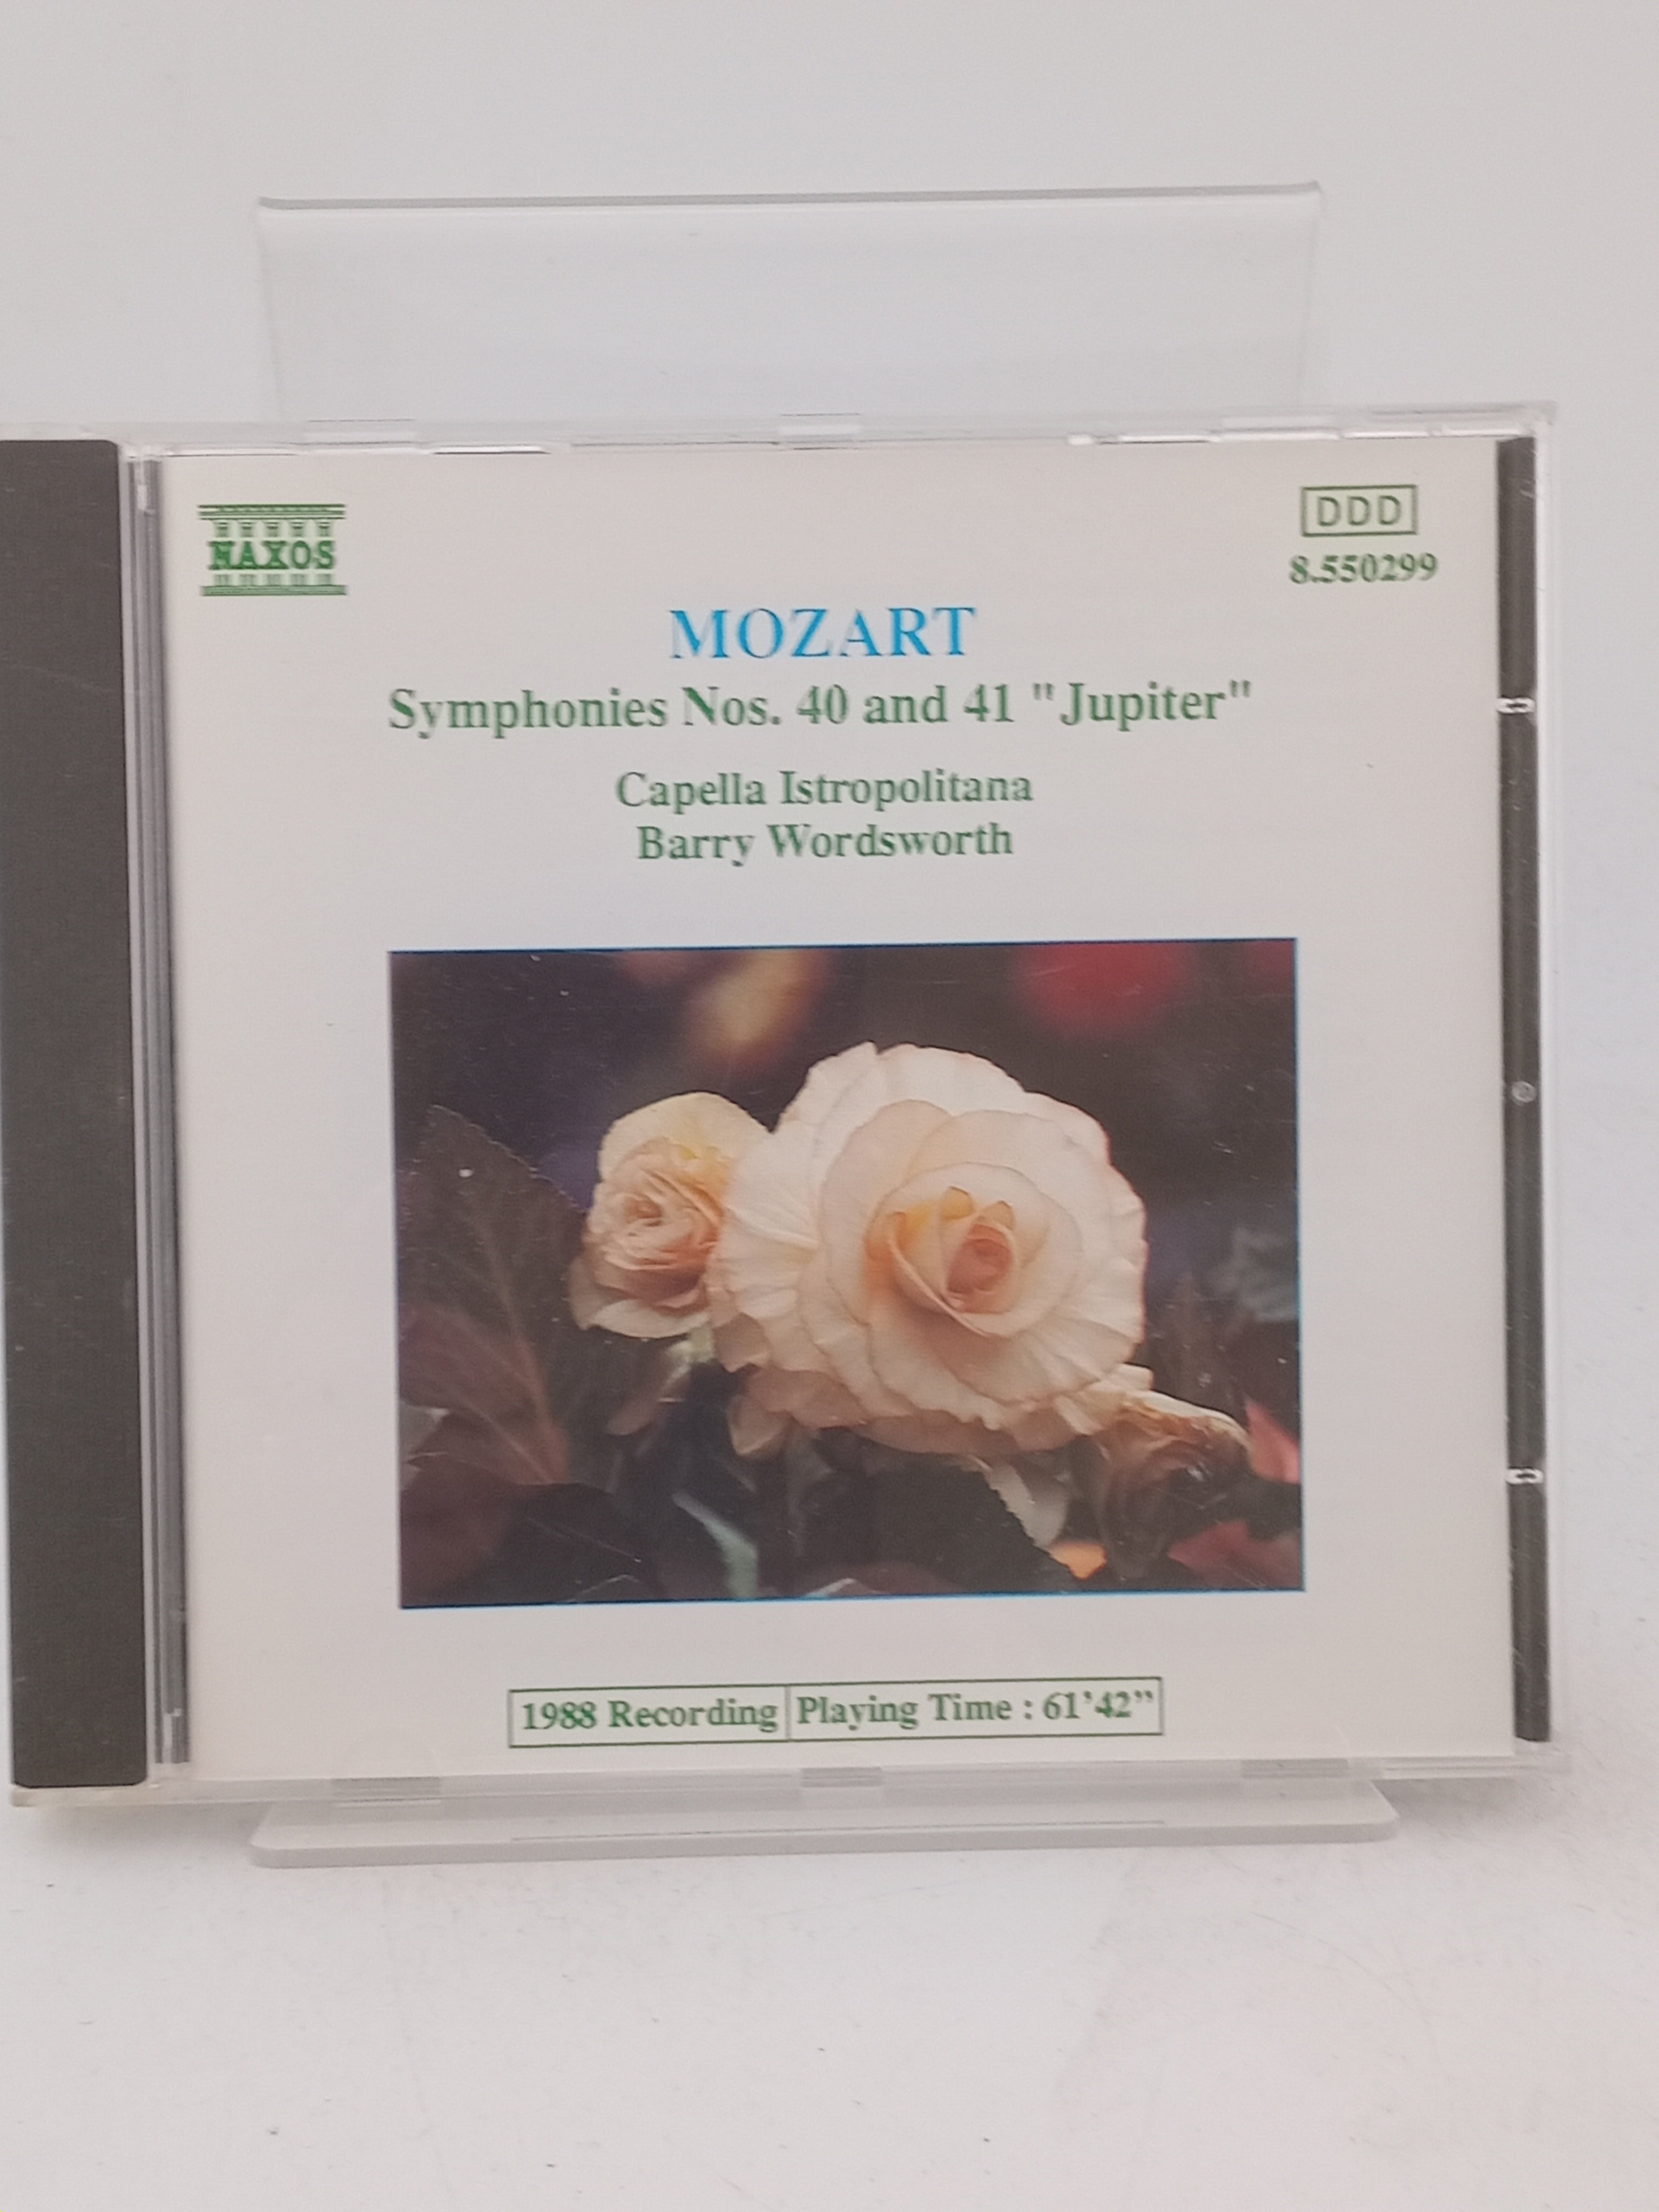 NAXOS
DDD
8.550299
MOZART
Symphonies Nos. 40 and 41 "Jupiter"
Capella Istropolitana
Barry Wordsworth
1988 Recording Playing Time : 61’42”